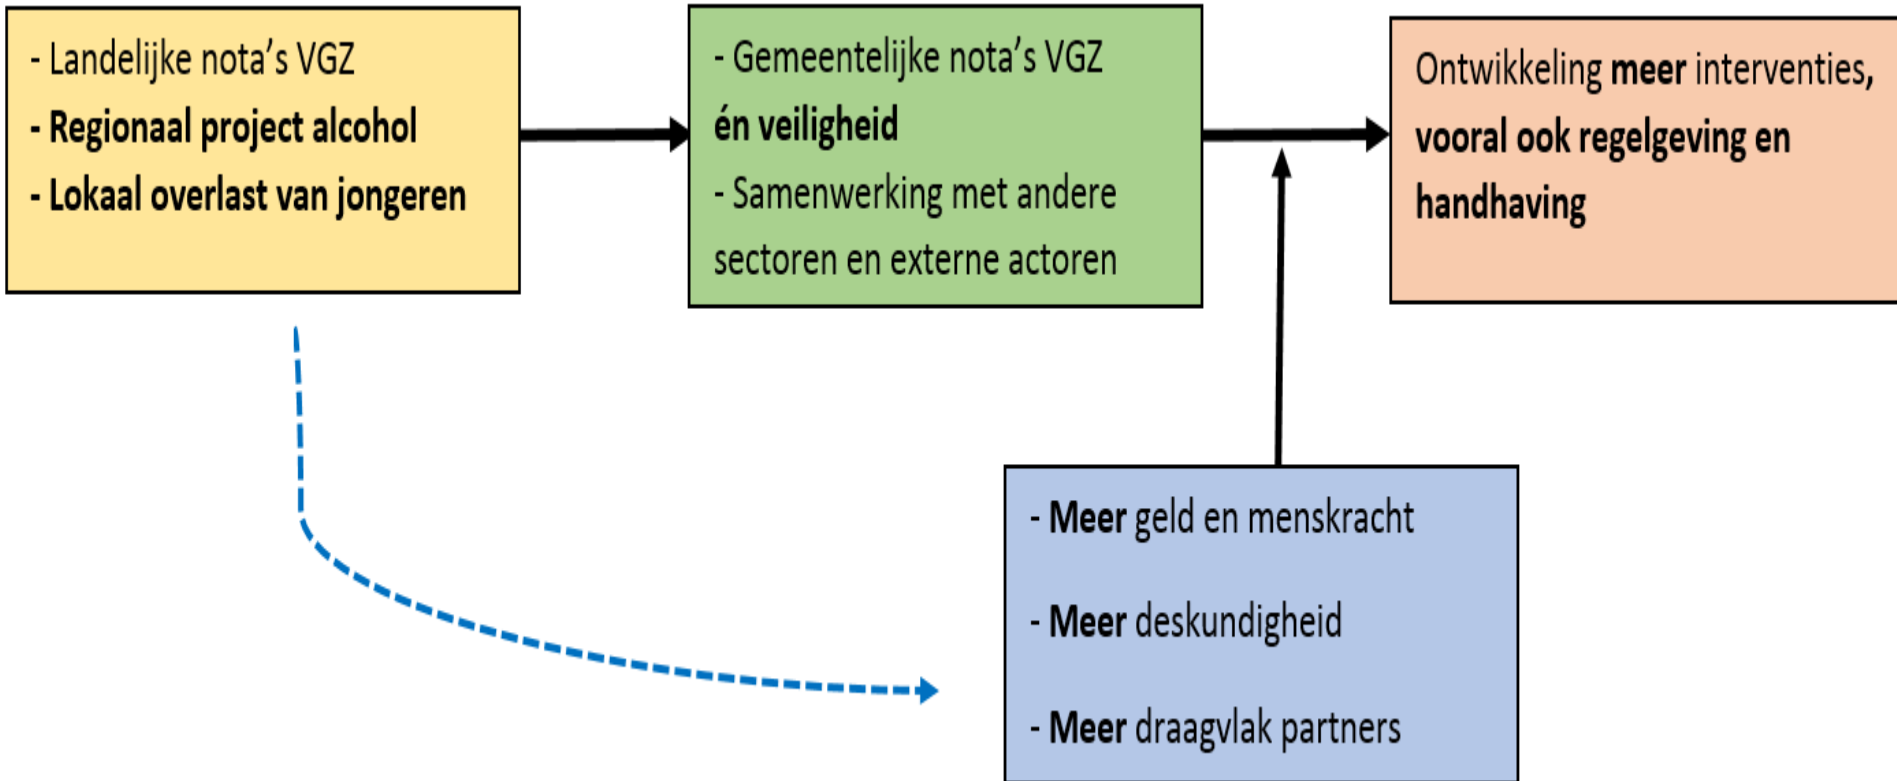 - Landelijke nota's VGZ
- Regionaal project alcohol
- Lokaal overlast van jongeren
- Gemeentelijke nota's VGZ
én veiligheid
- Samenwerking met andere
sectoren en externe actoren
Ontwikkeling meer interventies,
vooral ook regelgeving en
handhaving
- Meer geld en menskracht
- Meer deskundigheid
- Meer draagvlak partners